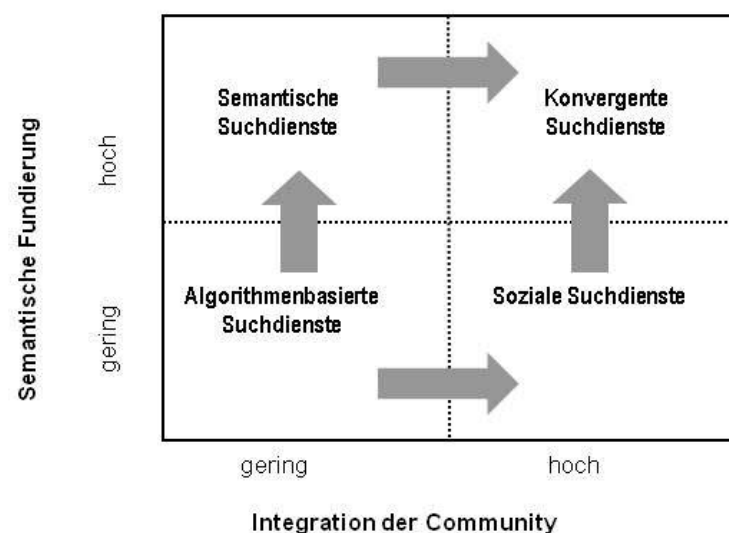 Semantische Fundierung
hoch
gering
Semantische
Suchdienste
Konvergente
Suchdienste
Algorithmenbasierte
Suchdienste
Soziale Suchdienste
gering
hoch
Integration der Community